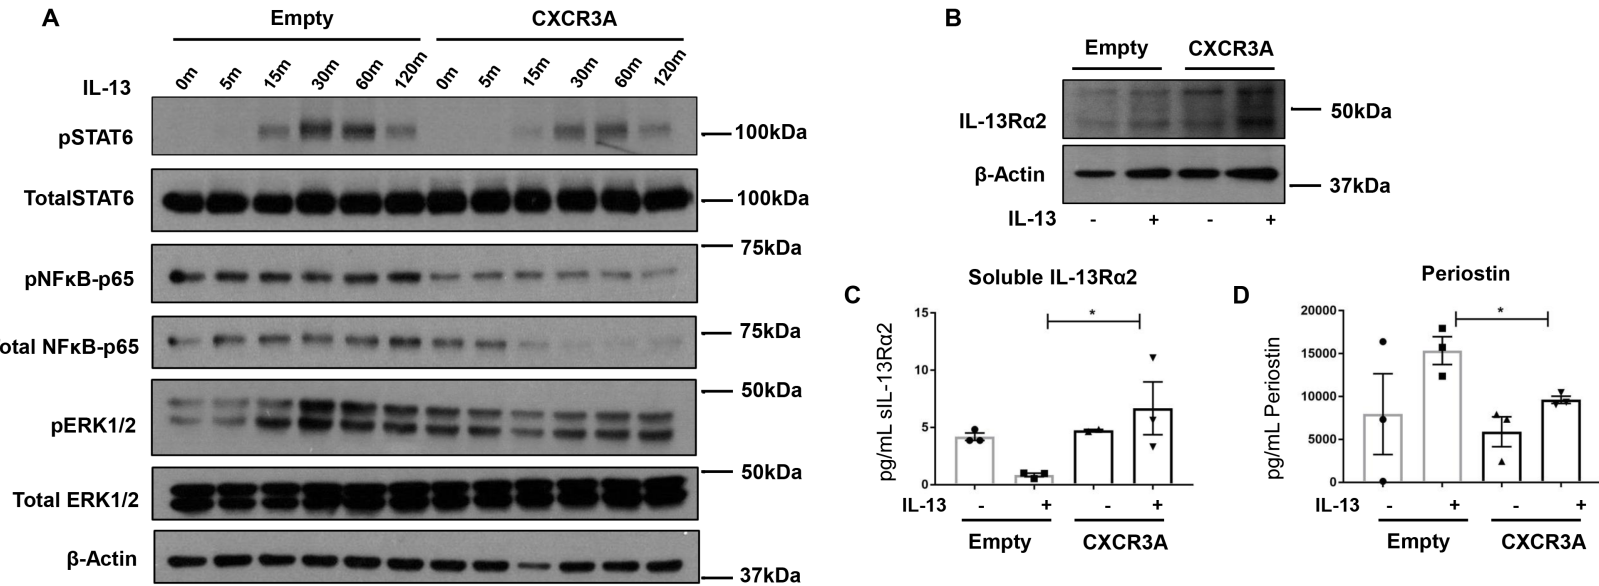 A
Empty
CXCR3A
IL-13
0m
5m
15m
30m
60m
120m
0m
5m
15m
30m
60m
120m
pSTAT6
100kDa
TotalSTAT6
100kDa
75kDa
pNFκB-p65
75kDa
otal NFκB-p65
50kDa
pERK1/2
50kDa
Total ERK1/2
β-Actin
37kDa
B
Empty
CXCR3A
IL-13Rα2
50kDa
β-Actin
37kDa
IL-13 - + - +
C
Soluble IL-13Rα2
pg/mL sIL-13Rα2
15
10
5
0
*
IL-13 - + - +
Empty
CXCR3A
D
Periostin
pg/mL Periostin
20000
15000
10000
5000
0
*
IL-13 - + - +
Empty
CXCR3A